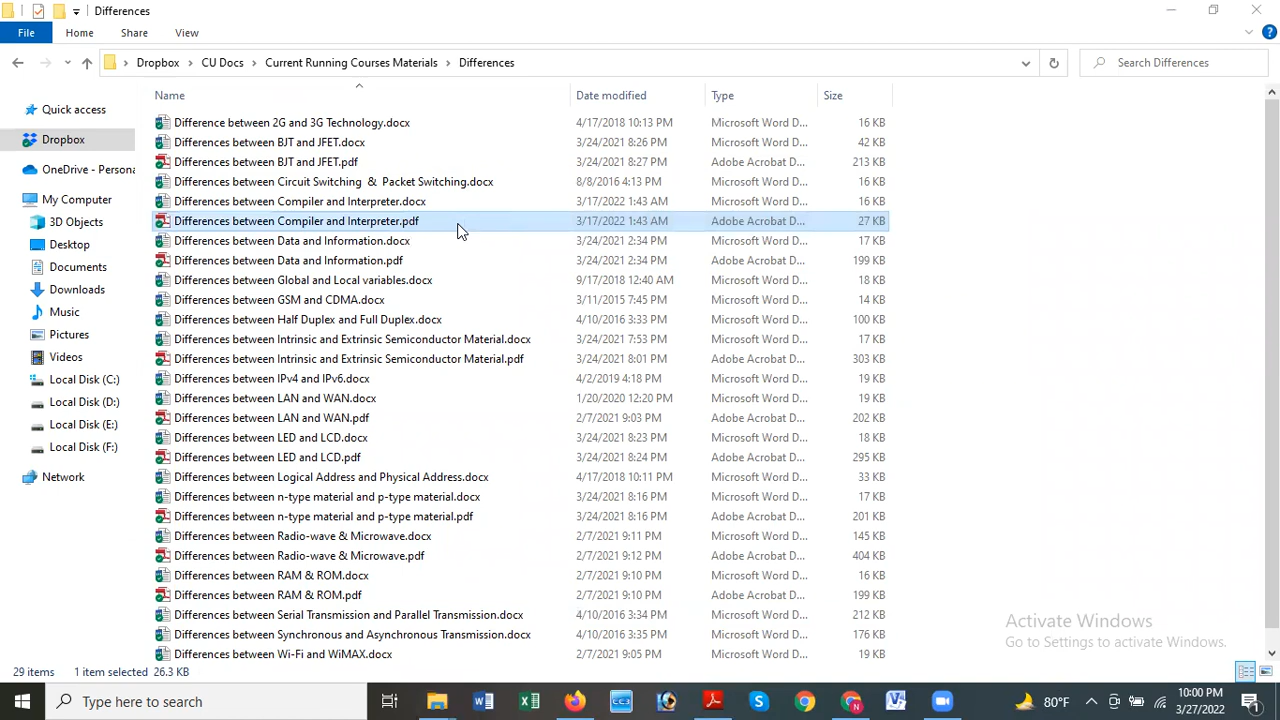 Differences
File Home Share View
Dropbox > CU Docs > Current Running Courses Materials > Differences
Search Differences
Name Date modified Type Size
Quick access
Dropbox
OneDrive - Persona
My Computer
3D Objects
Desktop
Documents
Downloads
Music
Pictures
Videos
Local Disk (C:)
Local Disk (D:)
Local Disk (E:)
Local Disk (F:)
Network
Difference between 2G and 3G Technology.docx 4/17/2018 10:13 PM Microsoft Word D... 16 KB
Differences between BJT and JFET.docx 3/24/2021 8:26 PM Microsoft Word D... 42 KB
Differences between BJT and JFET.pdf 3/24/2021 8:27 PM Adobe Acrobat D... 213 KB
Differences between Circuit Switching & Packet Switching.docx 8/8/2016 4:13 PM Microsoft Word D... 19 KB
Differences between Compiler and Interpreter.docx 3/17/2022 1:43 AM Microsoft Word D... 16 KB
Differences between Compiler and Interpreter.pdf 3/17/2022 1:43 AM Adobe Acrobat D... 27 KB
Differences between Data and Information.docx 3/24/2021 2:34 PM Microsoft Word D... 17 KB
Differences between Data and Information.pdf 3/24/2021 2:34 PM Adobe Acrobat D... 199 KB
Differences between Global and Local variables.docx 9/17/2018 12:40 AM Microsoft Word D... 18 KB
Differences between GSM and CDMA.docx 3/11/2015 7:45 PM Microsoft Word D... 14 KB
Differences between Half Duplex and Full Duplex.docx 4/10/2016 3:33 PM Microsoft Word D... 100 KB
Differences between Intrinsic and Extrinsic Semiconductor Material.docx 3/24/2021 7:53 PM Microsoft Word D... 17 KB
Differences between Intrinsic and Extrinsic Semiconductor Material.pdf 3/24/2021 8:01 PM Adobe Acrobat D... 303 KB
Differences between IPv4 and IPv6.docx 4/2/2019 4:18 PM Microsoft Word D... 19 KB
Differences between LAN and WAN.docx 1/20/2020 12:20 PM Microsoft Word D... 19 KB
Differences between LAN and WAN.pdf 2/7/2021 9:03 PM Adobe Acrobat D... 202 KB
Differences between LED and LCD.docx 3/24/2021 8:23 PM Microsoft Word D... 18 KB
Differences between LED and LCD.pdf 3/24/2021 8:24 PM Adobe Acrobat D... 295 KB
Differences between Logical Address and Physical Address.docx 4/17/2018 10:11 PM Microsoft Word D... 33 KB
Differences between n-type material and p-type material.docx 3/24/2021 8:16 PM Microsoft Word D... 17 KB
Differences between n-type material and p-type material.pdf 3/24/2021 8:16 PM Adobe Acrobat D... 201 KB
Differences between Radio-wave & Microwave.docx 2/7/2021 9:11 PM Microsoft Word D... 145 KB
Differences between Radio-wave & Microwave.pdf 2/7/2021 9:12 PM Adobe Acrobat D... 404 KB
Differences between RAM & ROM.docx 2/7/2021 9:10 PM Microsoft Word D... 16 KB
Differences between RAM & ROM.pdf 2/7/2021 9:10 PM Adobe Acrobat D... 199 KB
Differences between Serial Transmission and Parallel Transmission.docx 4/10/2016 3:34 PM Microsoft Word D... 212 KB
Differences between Synchronous and Asynchronous Transmission.docx 4/10/2016 3:35 PM Microsoft Word D... 176 KB
Differences between Wi-Fi and WiMAX.docx 2/7/2021 9:05 PM Microsoft Word D... 19 KB
Activate Windows
Go to Settings to activate Windows.
29 items 1 item selected 26.3 KB
Type here to search
80°F
10:00 PM
3/27/2022